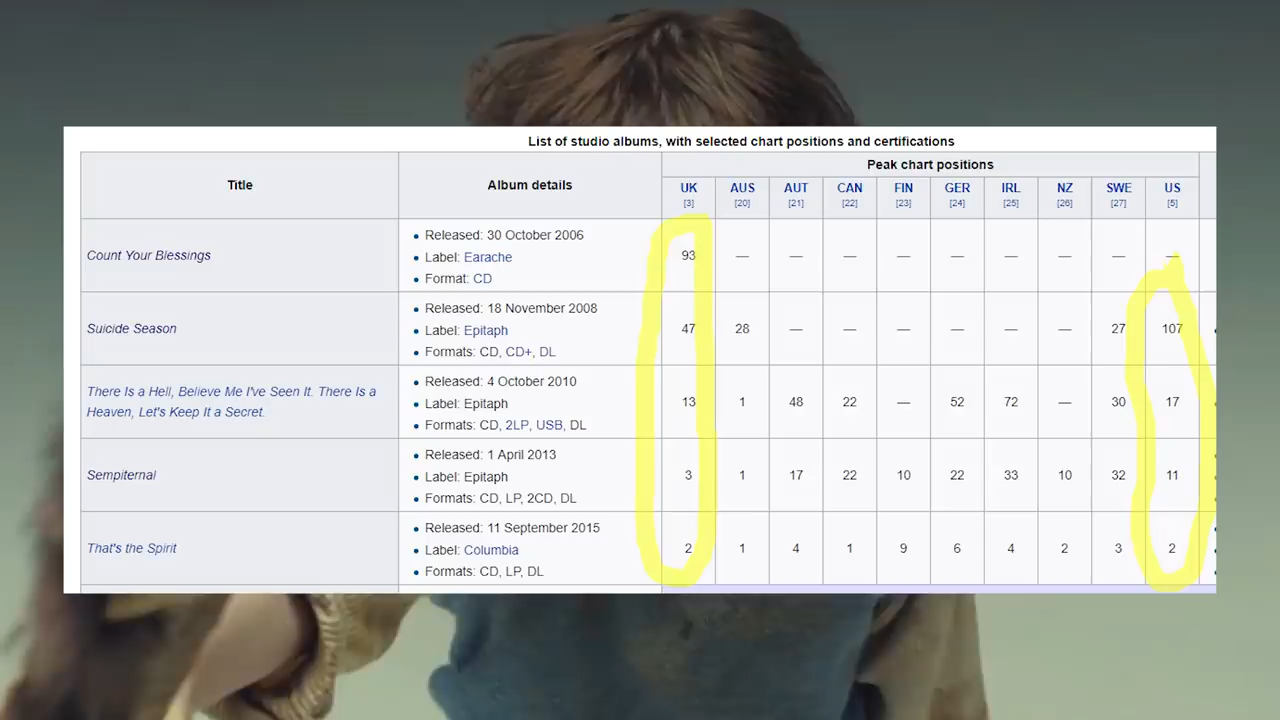 List of studio albums, with selected chart positions and certifications
Title
Album details
Peak chart positions
UK AUS AUT CAN FIN GER IRL NZ SWE US
[3] [20] [21] [22] [23] [24] [25] [26] [27] [5]
Count Your Blessings
• Released: 30 October 2006
• Label: Earache
• Format: CD
93 — — — — — — — — —
Suicide Season
• Released: 18 November 2008
• Label: Epitaph
• Formats: CD, CD+, DL
47 28 — — — — — — 27 107
There Is a Hell, Believe Me I've Seen It. There Is a
Heaven, Let's Keep It a Secret.
• Released: 4 October 2010
• Label: Epitaph
• Formats: CD, 2LP, USB, DL
13 1 48 22 — 52 72 — 30 17
Sempiternal
• Released: 1 April 2013
• Label: Epitaph
• Formats: CD, LP, 2CD, DL
3 1 17 22 10 22 33 10 32 11
That's the Spirit
• Released: 11 September 2015
• Label: Columbia
• Formats: CD, LP, DL
2 1 4 1 9 6 4 2 3 2